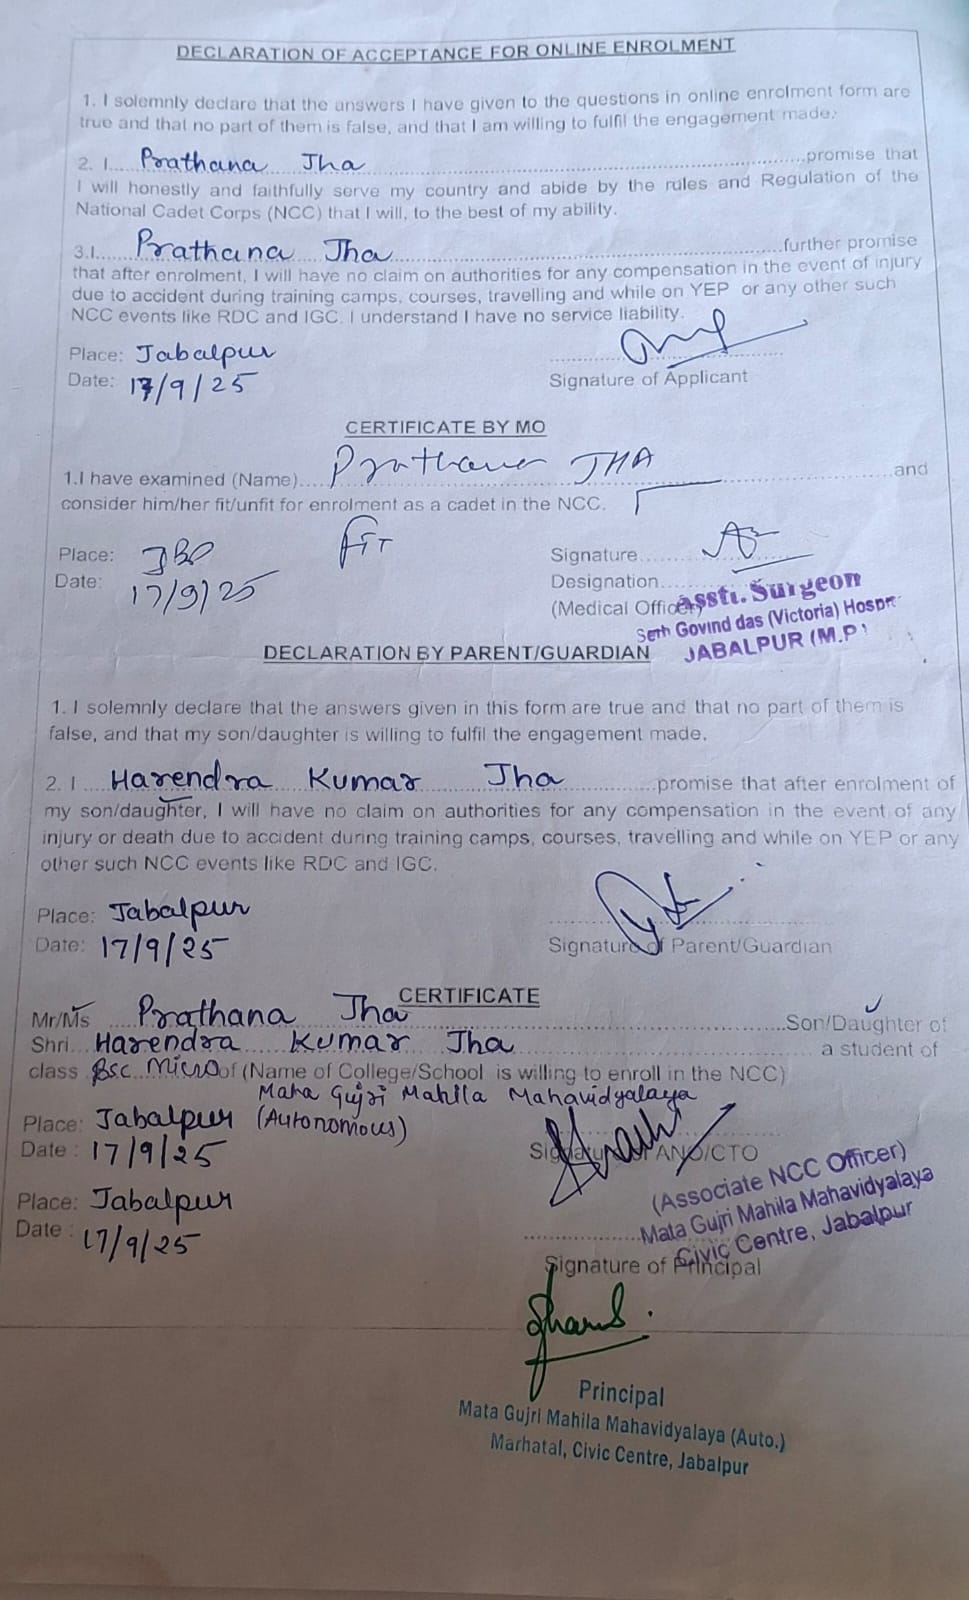 DECLARATION OF ACCEPTANCE FOR ONLINE ENROLMENT
1. I solemnly declare that the answers I have given to the questions in online enrolment form are
true and that no part of them is false, and that I am willing to fulfil the engagement made.
2. I.... Prathana Jha ....promise that
I will honestly and faithfully serve my country and abide by the rules and Regulation of the
National Cadet Corps (NCC) that I will, to the best of my ability.
3.I.... Prathana Jha ....further promise
that after enrolment, I will have no claim on authorities for any compensation in the event of injury
due to accident during training camps, courses, travelling and while on YEP or any other such
NCC events like RDC and IGC. I understand I have no service liability.
Place: Jabalpur
Date: 17/9/25
Signature of Applicant
CERTIFICATE BY MO
1.I have examined (Name).... Prathana JHA ....and
consider him/her fit/unfit for enrolment as a cadet in the NCC.
FIT
Place: JBP
Date: 17/9/25
Signature....
Designation....
(Medical Officer)
Asstt. Surgeon
Seth Govind das (Victoria) Hosp
JABALPUR (M.P)
DECLARATION BY PARENT/GUARDIAN
1. I solemnly declare that the answers given in this form are true and that no part of them is
false, and that my son/daughter is willing to fulfil the engagement made.
2. I.... Harendra Kumar Jha ....promise that after enrolment of
my son/daughter, I will have no claim on authorities for any compensation in the event of any
injury or death due to accident during training camps, courses, travelling and while on YEP or any
other such NCC events like RDC and IGC.
Place: Jabalpur
Date: 17/9/25
Signature of Parent/Guardian
CERTIFICATE
Mr/Ms .... Prathana Jha ....Son/Daughter of
Shri.. Harendra Kumar Jha .... a student of
class Bsc Micro of (Name of College/School is willing to enroll in the NCC)
Mata Gujri Mahila Mahavidyalaya
(Autonomous)
Place: Jabalpur
Date : 17/9/25
Signature of ANO/CTO
(Associate NCC Officer)
Mata Gujri Mahila Mahavidyalaya
Civic Centre, Jabalpur
Place: Jabalpur
Date : 17/9/25
Signature of Principal
Principal
Mata Gujri Mahila Mahavidyalaya (Auto.)
Marhatal, Civic Centre, Jabalpur